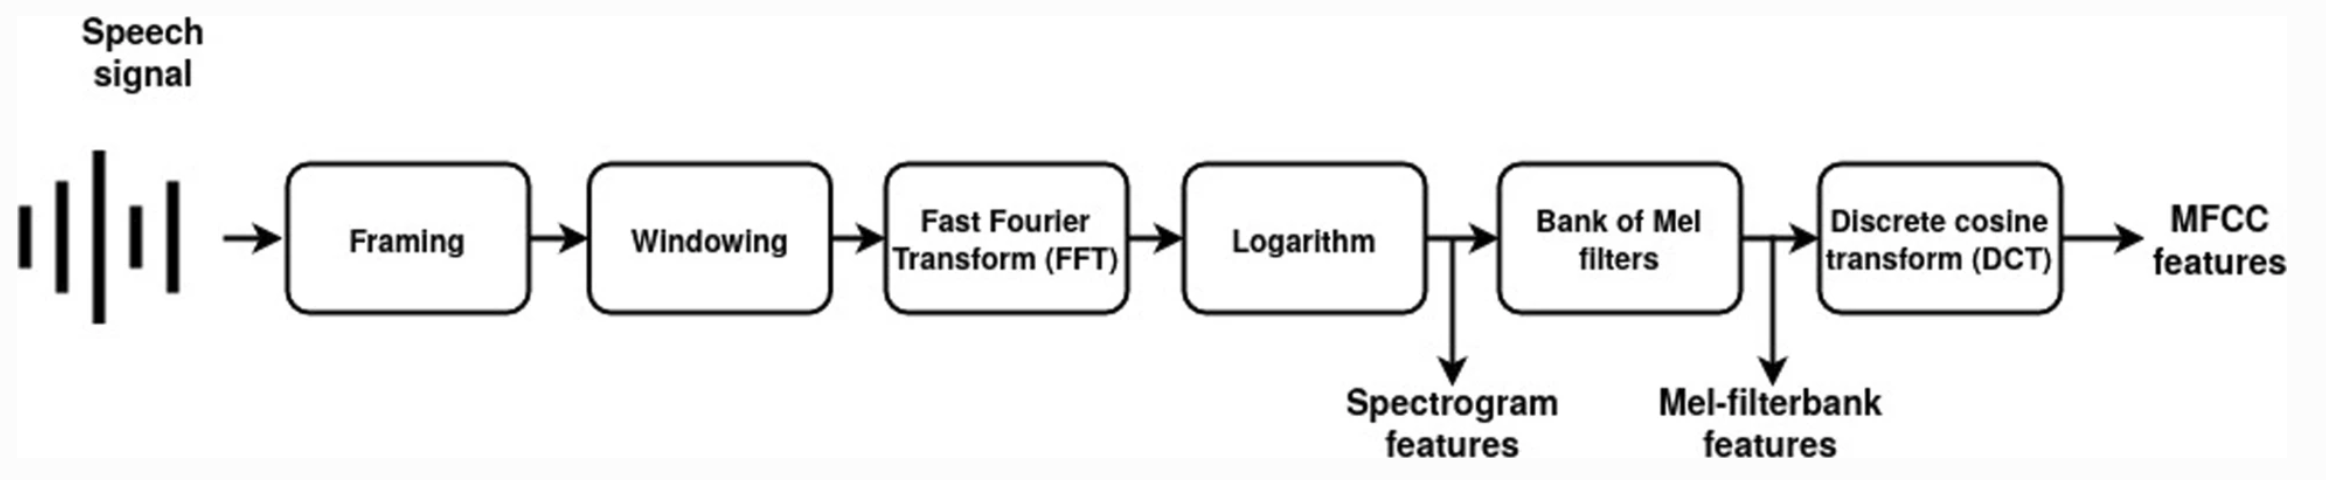 Speech
signal
Framing
Windowing
Fast Fourier
Transform (FFT)
Logarithm
Bank of Mel
filters
Discrete cosine
transform (DCT)
MFCC
features
Spectrogram
features
Mel-filterbank
features